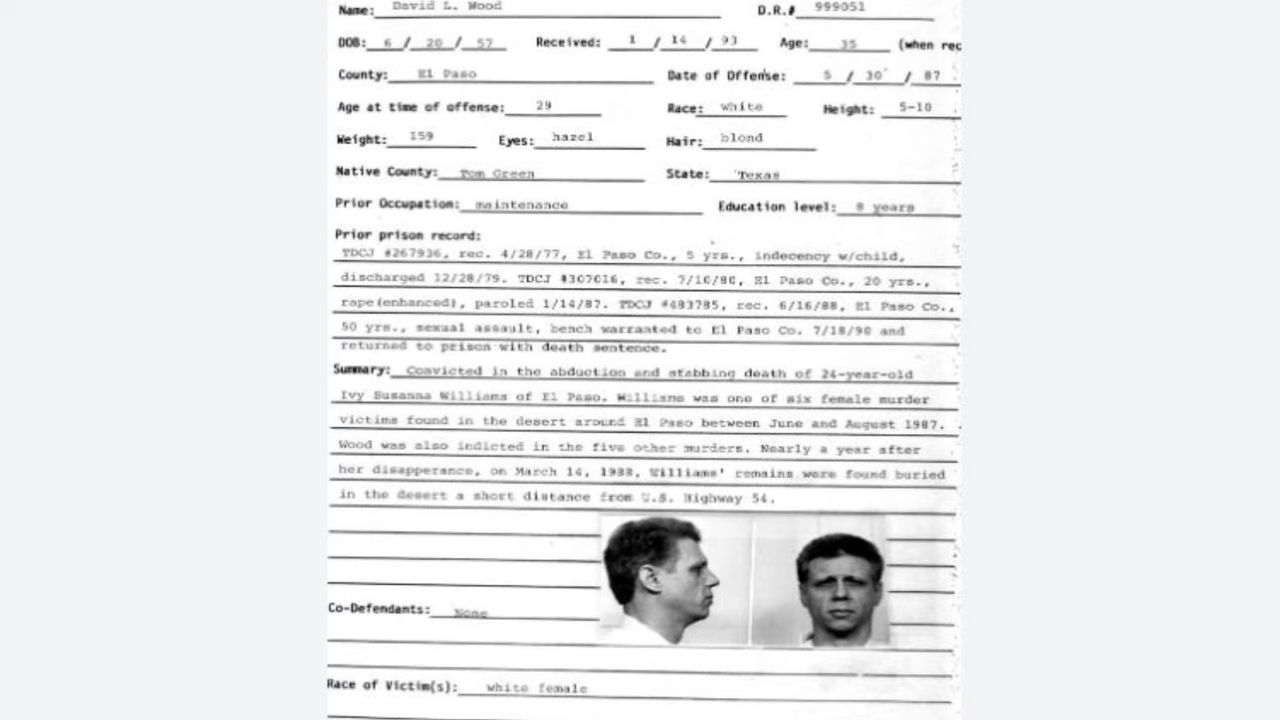 Name: David L. Wood D.R.# 999051
DOB: 6 / 20 / 57 Received: 1 / 14 / 93 Age: 35 (when rec
County: El Paso Date of Offense: 5 / 30 / 87
Age at time of offense: 29 Race: white Height: 5-10
Weight: 159 Eyes: hazel Hair: blond
Native County: Tom Green State: Texas
Prior Occupation: maintenance Education level: 8 years
Prior prison record:
TDCJ #267936, rec. 4/28/77, El Paso Co., 5 yrs., indecency w/child,
discharged 12/28/79. TDCJ #307016, rec. 7/10/80, El Paso Co., 20 yrs.,
rape(enhanced), paroled 1/14/87. TDCJ #483785, rec. 6/16/88, El Paso Co.,
50 yrs., sexual assault, bench warranted to El Paso Co. 7/18/90 and
returned to prison with death sentence.
Summary: Convicted in the abduction and stabbing death of 24-year-old
Ivy Susanna Williams of El Paso. Williams was one of six female murder
victims found in the desert around El Paso between June and August 1987.
Wood was also indicted in the five other murders. Nearly a year after
her disapperance, on March 14, 1988, Williams' remains were found buried
in the desert a short distance from U.S. Highway 54.
Co-Defendants: None
Race of Victim(s): white female